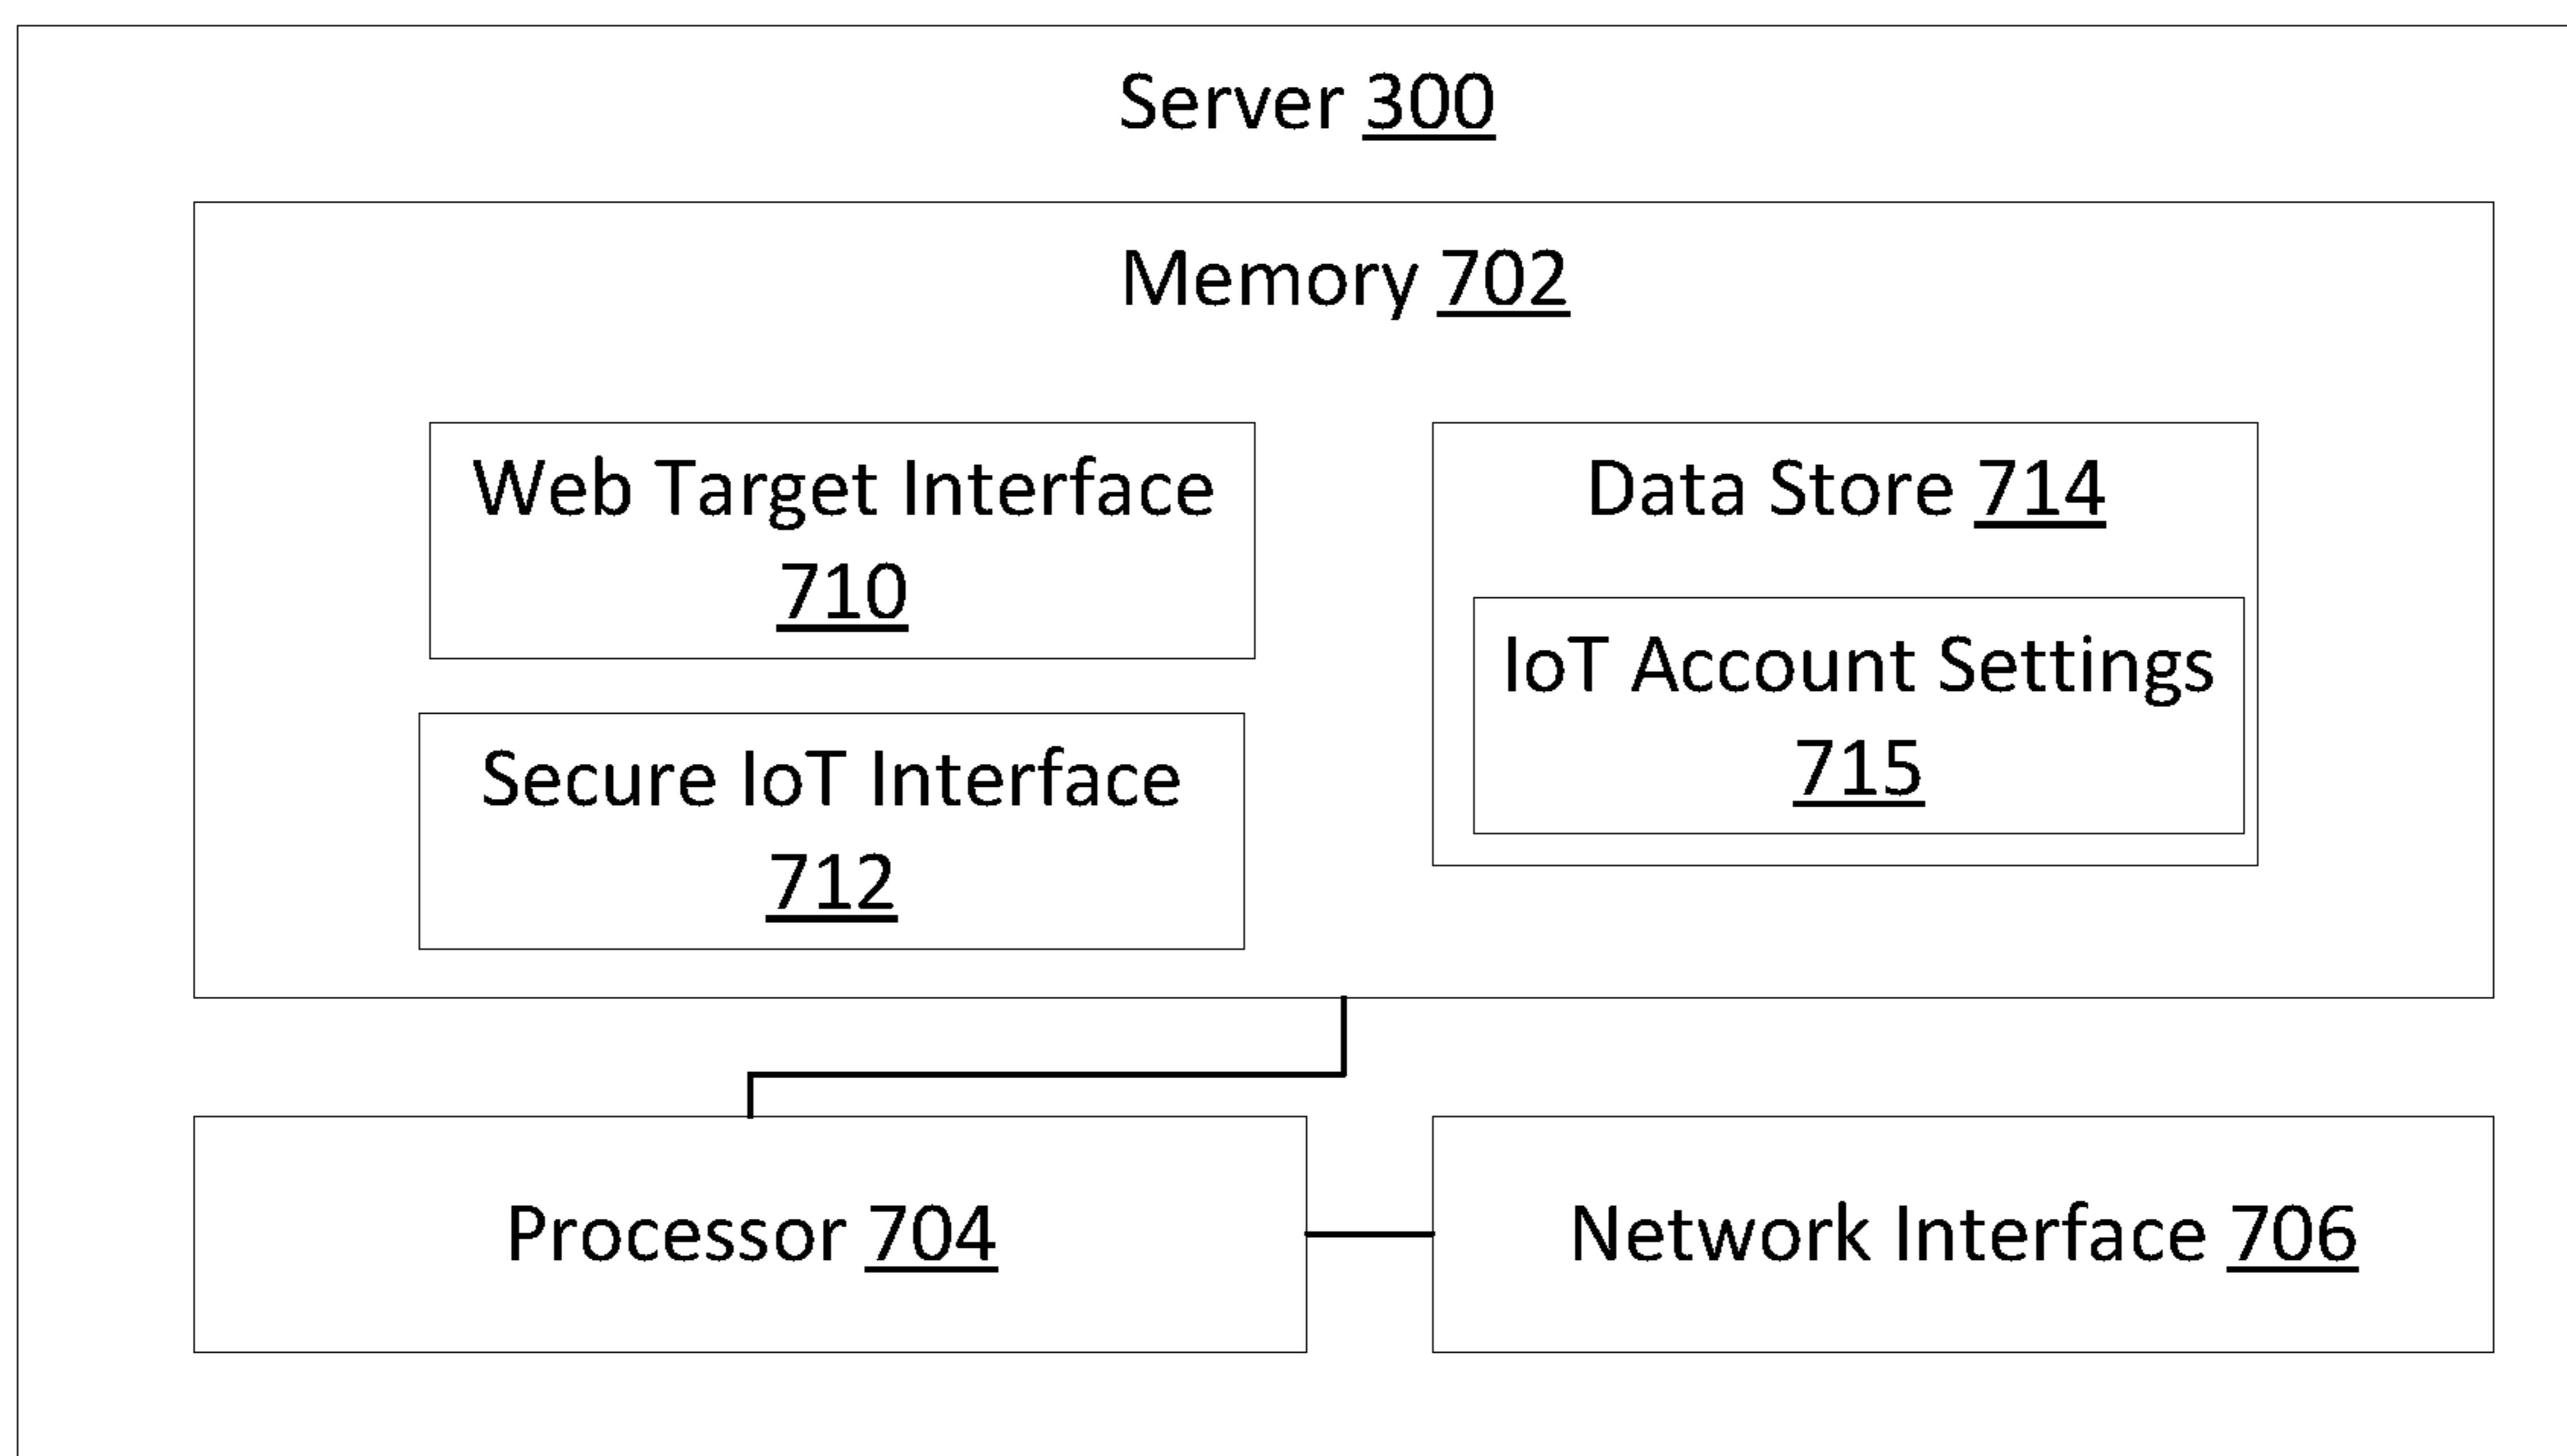 Server 300
Memory 702
Web Target Interface
710
Secure IoT Interface
712
Data Store 714
IoT Account Settings
715
Processor 704
Network Interface 706